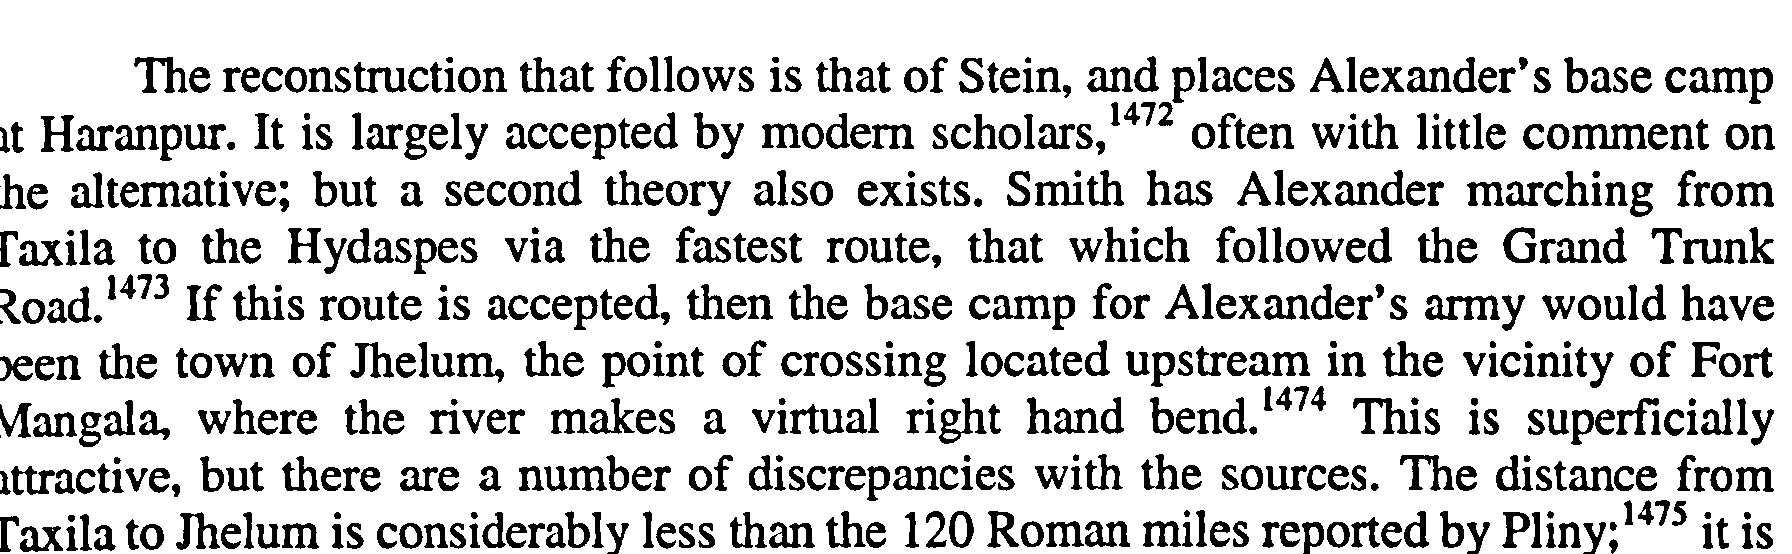 The reconstruction that follows is that of Stein, and places Alexander's base camp
at Haranpur. It is largely accepted by modern scholars,1472 often with little comment on
the alternative; but a second theory also exists. Smith has Alexander marching from
Taxila to the Hydaspes via the fastest route, that which followed the Grand Trunk
Road.1473 If this route is accepted, then the base camp for Alexander's army would have
been the town of Jhelum, the point of crossing located upstream in the vicinity of Fort
Mangala, where the river makes a virtual right hand bend.1474 This is superficially
attractive, but there are a number of discrepancies with the sources. The distance from
Taxila to Jhelum is considerably less than the 120 Roman miles reported by Pliny;1475 it is